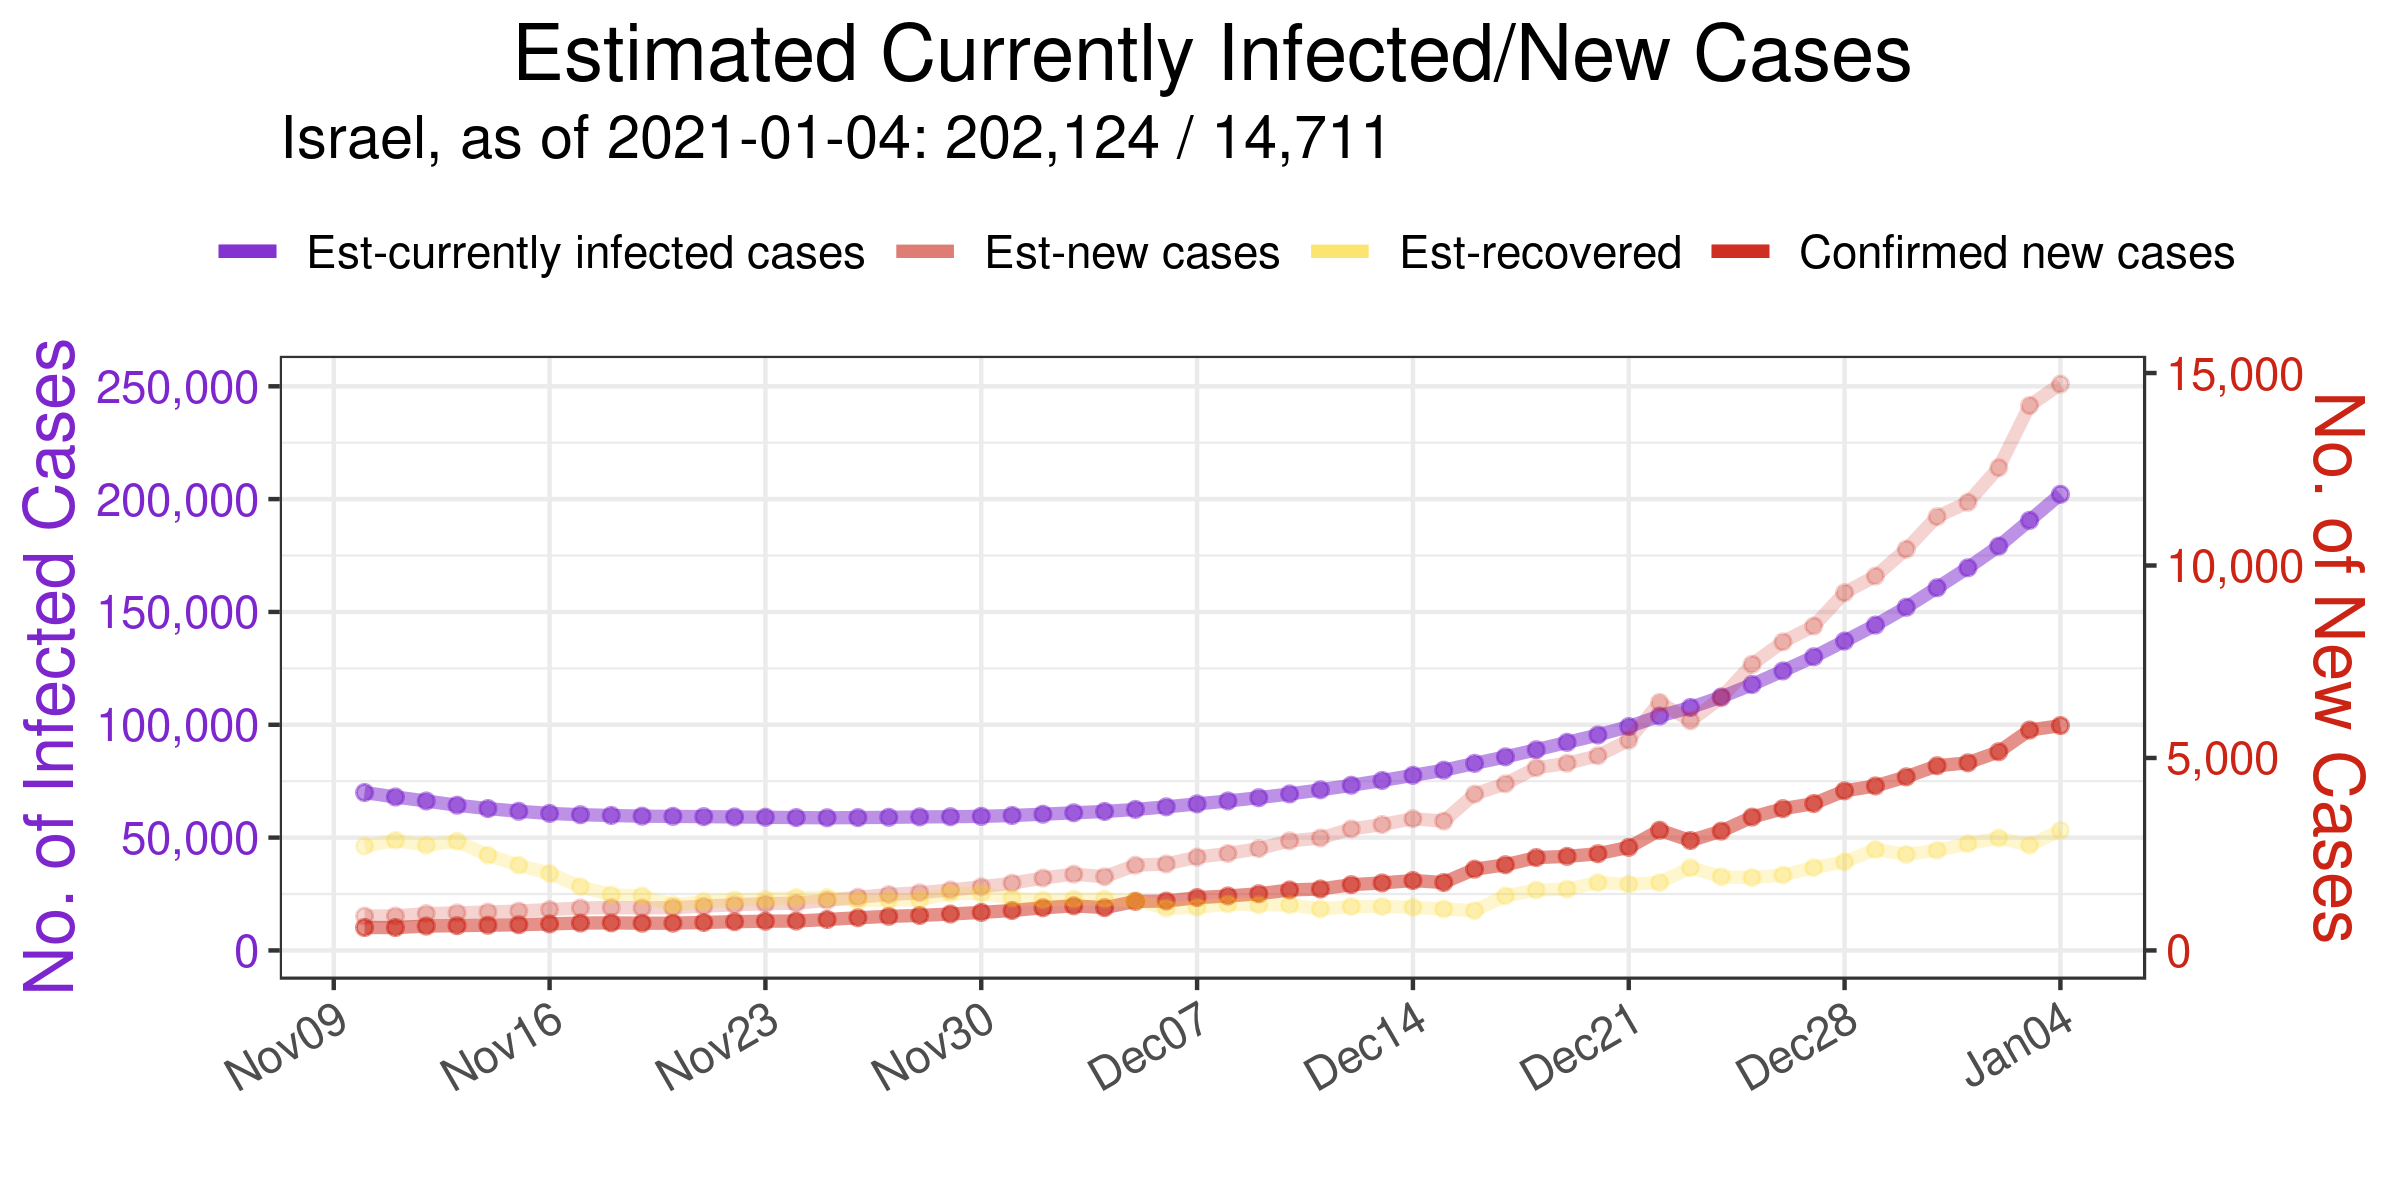 Estimated Currently Infected/New Cases
Israel, as of 2021-01-04: 202,124 / 14,711
Est-currently infected cases Est-new cases Est-recovered Confirmed new cases
No. of Infected Cases
250,000
200,000
150,000
100,000
50,000
0
15,000
10,000
5,000
0
No. of New Cases
Nov09 Nov16 Nov23 Nov30 Dec07 Dec14 Dec21 Dec28 Jan04